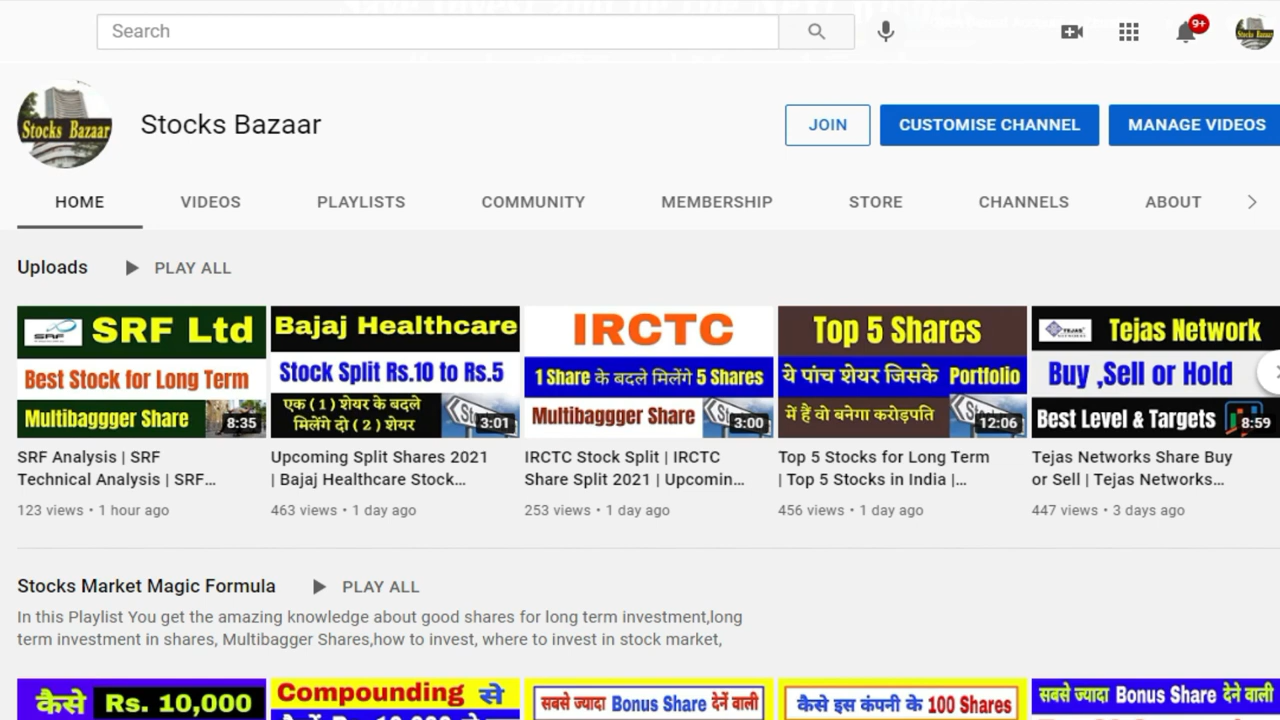 Search
9+
Stocks Bazaar
Stocks Bazaar
Stocks Bazaar
JOIN
CUSTOMISE CHANNEL
MANAGE VIDEOS
HOME
VIDEOS
PLAYLISTS
COMMUNITY
MEMBERSHIP
STORE
CHANNELS
ABOUT
Uploads
PLAY ALL
SRF
SRF Ltd
Best Stock for Long Term
Multibaggger Share
8:35
SRF Analysis | SRF
Technical Analysis | SRF...
123 views • 1 hour ago
Bajaj Healthcare
Stock Split Rs.10 to Rs.5
एक ( 1 ) शेयर के बदले
मिलेंगे दो ( 2 ) शेयर
3:01
Upcoming Split Shares 2021
| Bajaj Healthcare Stock...
463 views • 1 day ago
IRCTC
1 Share के बदले मिलेंगे 5 Shares
Multibaggger Share
3:00
IRCTC Stock Split | IRCTC
Share Split 2021 | Upcomin...
253 views • 1 day ago
Top 5 Shares
ये पांच शेयर जिसके Portfolio
में हैं वो बनेगा करोड़पति
12:06
Top 5 Stocks for Long Term
| Top 5 Stocks in India |...
456 views • 1 day ago
TEJAS
NETWORKS
Tejas Network
Buy ,Sell or Hold
Best Level & Targets
8:59
Tejas Networks Share Buy
or Sell | Tejas Networks...
447 views • 3 days ago
Stocks Market Magic Formula
PLAY ALL
In this Playlist You get the amazing knowledge about good shares for long term investment,long
term investment in shares, Multibagger Shares,how to invest, where to invest in stock market,
कैसे Rs. 10,000
Compounding से
सबसे ज्यादा Bonus Share देनें वाली
कैसे इस कंपनी के 100 Shares
सबसे ज्यादा Bonus Share देनें वाली